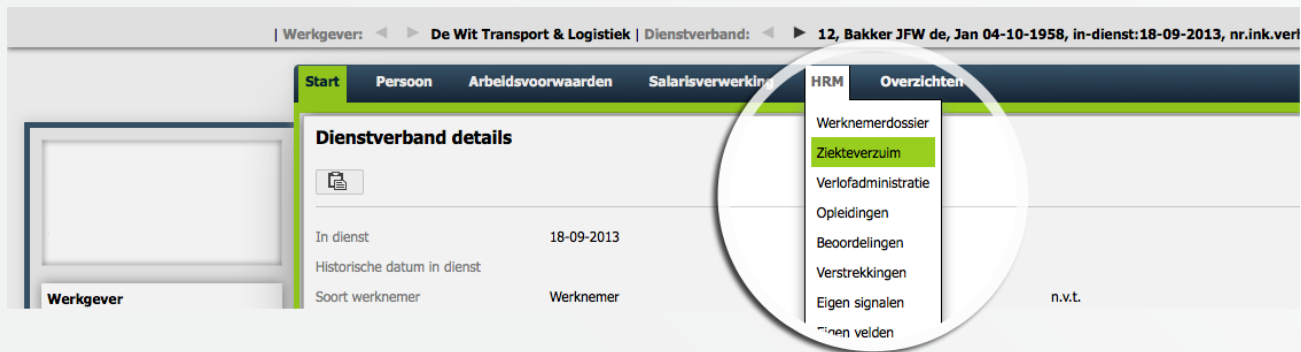 | Werkgever: De Wit Transport & Logistiek | Dienstverband: 12, Bakker JFW de, Jan 04-10-1958, in-dienst:18-09-2013, nr.ink.verh
Start Persoon Arbeidsvoorwaarden Salarisverwerking HRM Overzichten
Dienstverband details
Werknemerdossier
Ziekteverzuim
Verlofadministratie
Opleidingen
Beoordelingen
Verstrekkingen
Eigen signalen
Eigen velden
In dienst 18-09-2013
Historische datum in dienst
Soort werknemer Werknemer n.v.t.
Werkgever